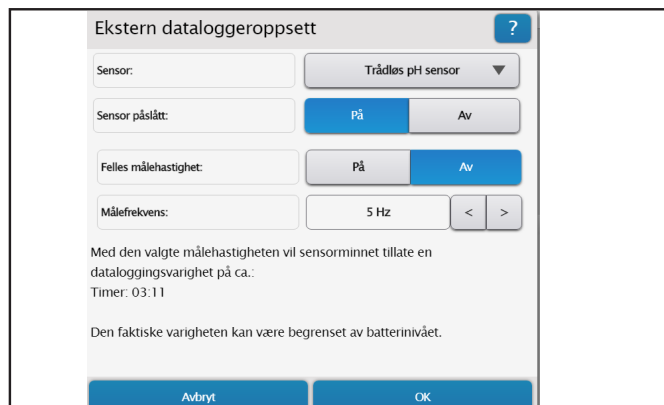 Ekstern dataloggeroppsett ?
Sensor: Trådløs pH sensor
Sensor påslått: På Av
Felles målehastighet: På Av
Målefrekvens: 5 Hz < >
Med den valgte målehastigheten vil sensorminnet tillate en
dataloggingsvarighet på ca.:
Timer: 03:11
Den faktiske varigheten kan være begrenset av batterinivået.
Avbryt OK